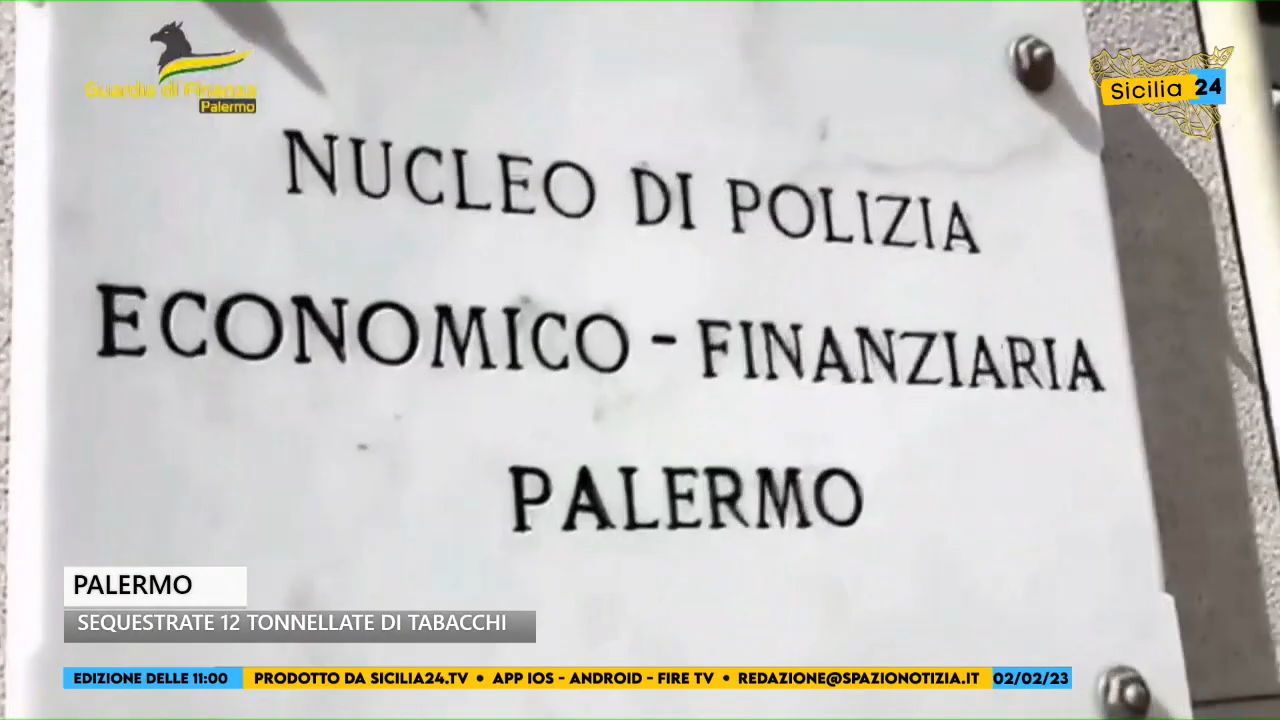 Guardia di Finanza
Palermo
Sicilia 24
NUCLEO DI POLIZIA
ECONOMICO - FINANZIARIA
PALERMO
PALERMO
SEQUESTRATE 12 TONNELLATE DI TABACCHI
EDIZIONE DELLE 11:00 PRODOTTO DA SICILIA24.TV • APP IOS - ANDROID - FIRE TV • REDAZIONE@SPAZIONOTIZIA.IT 02/02/23